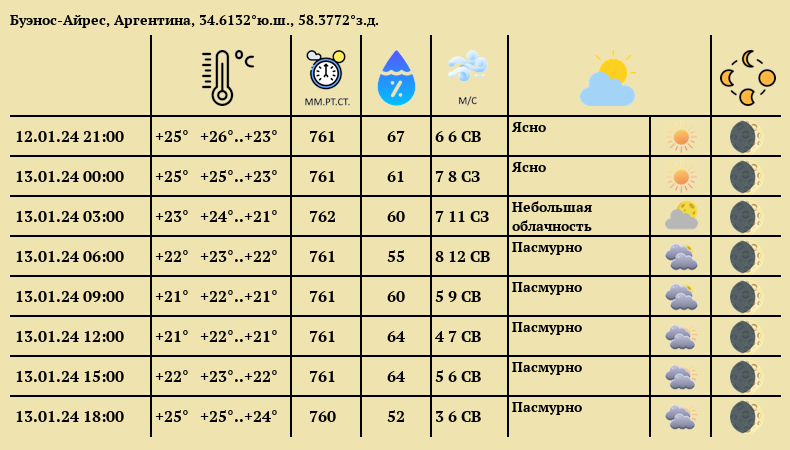 Буэнос-Айрес, Аргентина, 34.6132°ю.ш., 58.3772°з.д.
°C
ММ.РТ.СТ.
%
М/С
12.01.24 21:00 +25° +26°..+23° 761 67 6 6 СВ Ясно
13.01.24 00:00 +25° +25°..+23° 761 61 7 8 СЗ Ясно
13.01.24 03:00 +23° +24°..+21° 762 60 7 11 СЗ Небольшая
облачность
13.01.24 06:00 +22° +23°..+22° 761 55 8 12 СВ Пасмурно
13.01.24 09:00 +21° +22°..+21° 761 60 5 9 СВ Пасмурно
13.01.24 12:00 +21° +22°..+21° 761 64 4 7 СВ Пасмурно
13.01.24 15:00 +22° +23°..+22° 761 64 5 6 СВ Пасмурно
13.01.24 18:00 +25° +25°..+24° 760 52 3 6 СВ Пасмурно